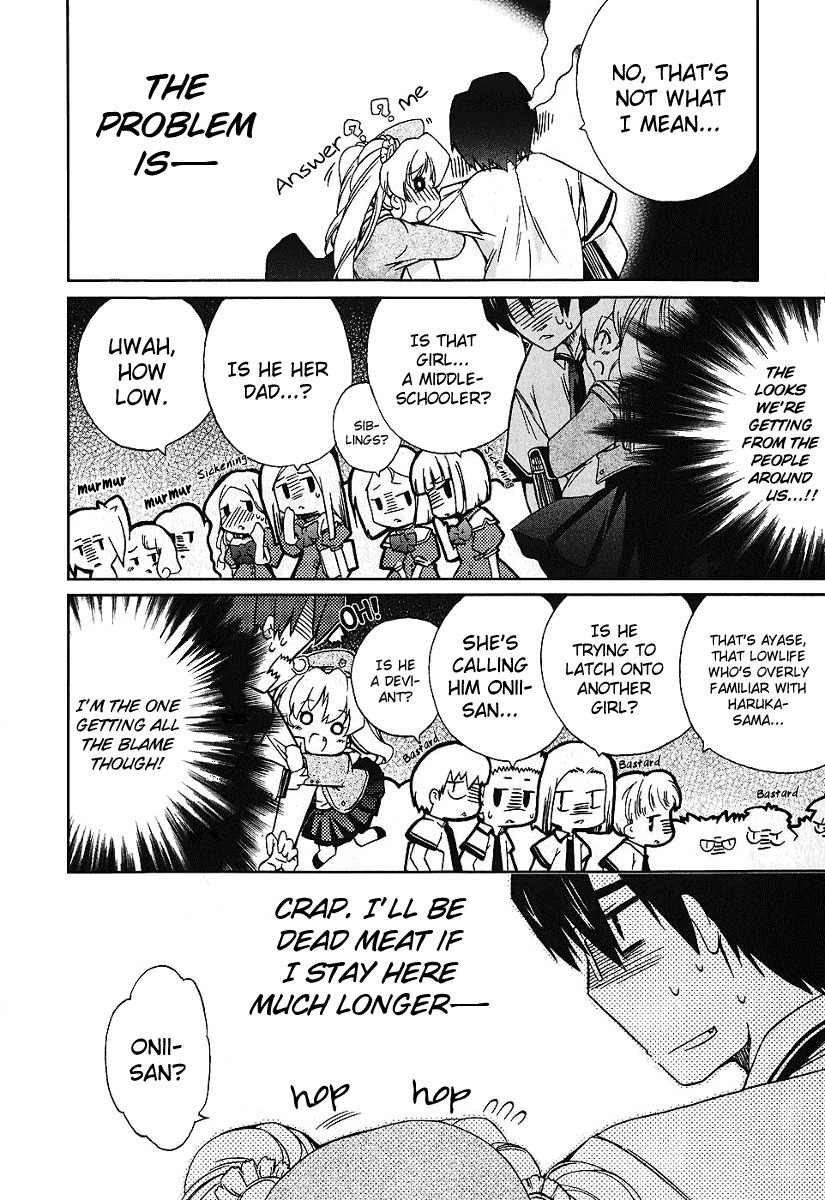 NO, THAT'S
NOT WHAT
I MEAN...
Answer??me
THE
PROBLEM
IS—
THE
LOOKS
WE'RE
GETTING
FROM THE
PEOPLE
AROUND
US...!!
IS THAT
GIRL...
A MIDDLE-
SCHOOLER?
SIB-
LINGS?
IS HE HER
DAD...?
UWAH,
HOW
LOW.
Sickening
Sickening
murmur
murmur
THAT'S AYASE,
THAT LOWLIFE
WHO'S OVERLY
FAMILIAR WITH
HARUKA-
SAMA...
IS HE
TRYING TO
LATCH ONTO
ANOTHER
GIRL?
SHE'S
CALLING
HIM ONII-
SAN...
IS HE
A DEVI-
ANT?
OH!
Bastard
Bastard
Bastard
I'M THE ONE
GETTING ALL
THE BLAME
THOUGH!
CRAP. I'LL BE
DEAD MEAT IF
I STAY HERE
MUCH LONGER—
ONII-
SAN?
hop
hop